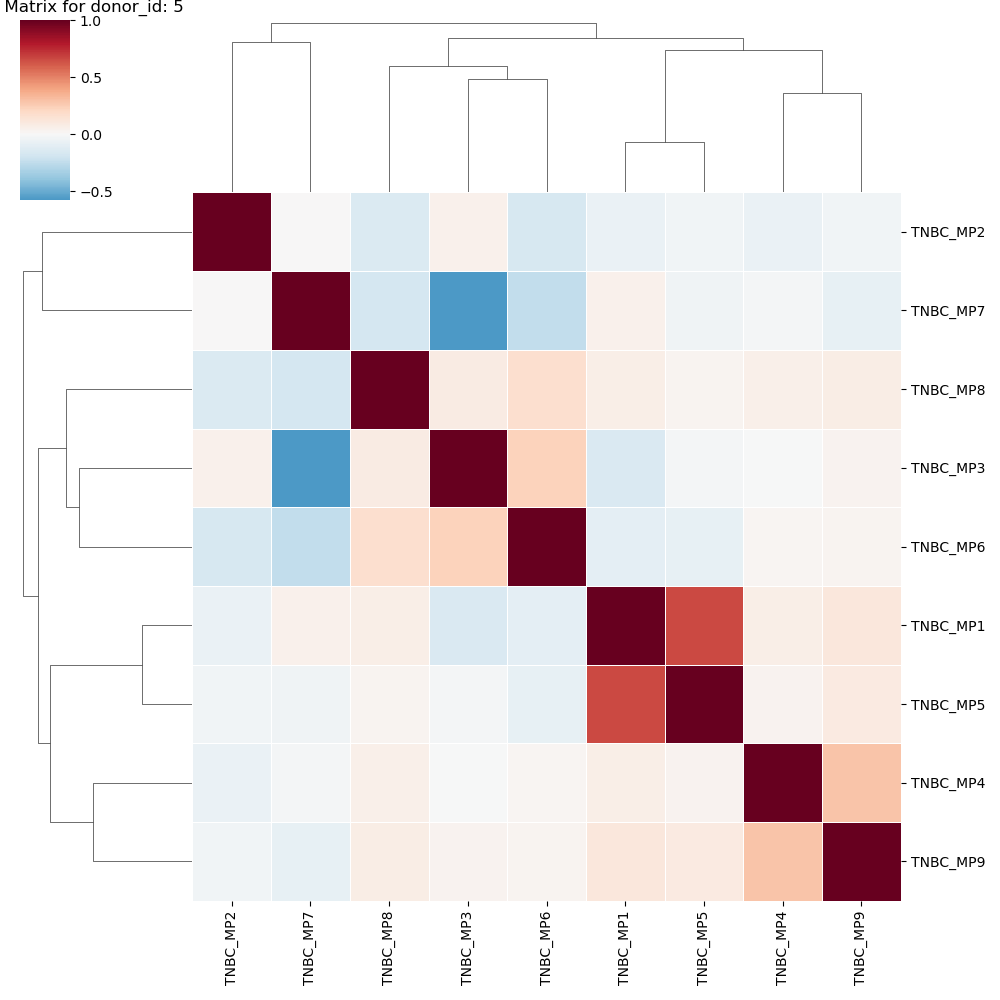 Matrix for donor_id: 5
1.0
0.5
0.0
−0.5
TNBC_MP2
TNBC_MP7
TNBC_MP8
TNBC_MP3
TNBC_MP6
TNBC_MP1
TNBC_MP5
TNBC_MP4
TNBC_MP9
TNBC_MP2
TNBC_MP7
TNBC_MP8
TNBC_MP3
TNBC_MP6
TNBC_MP1
TNBC_MP5
TNBC_MP4
TNBC_MP9